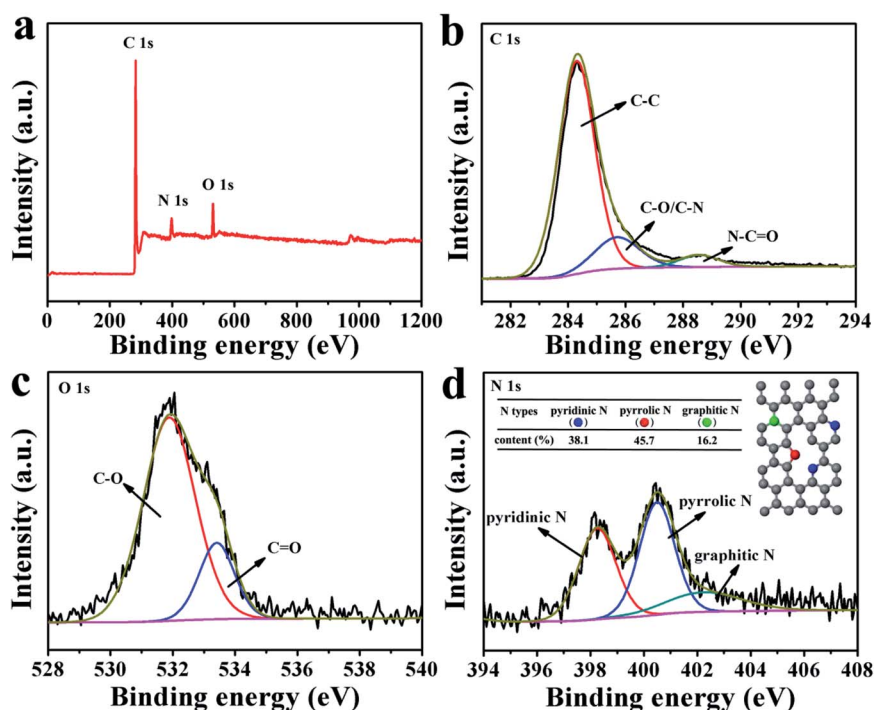 a
C 1s
N 1s
O 1s
Intensity (a.u.)
0 200 400 600 800 1000 1200
Binding energy (eV)
b
C 1s
C-C
C-O/C-N
N-C=O
Intensity (a.u.)
282 284 286 288 290 292 294
Binding energy (eV)
c
O 1s
C-O
C=O
Intensity (a.u.)
528 530 532 534 536 538 540
Binding energy (eV)
d
N 1s
N types pyridinic N pyrrolic N graphitic N
(●) (●) (●)
content (%) 38.1 45.7 16.2
pyridinic N
pyrrolic N
graphitic N
Intensity (a.u.)
394 396 398 400 402 404 406 408
Binding energy (eV)